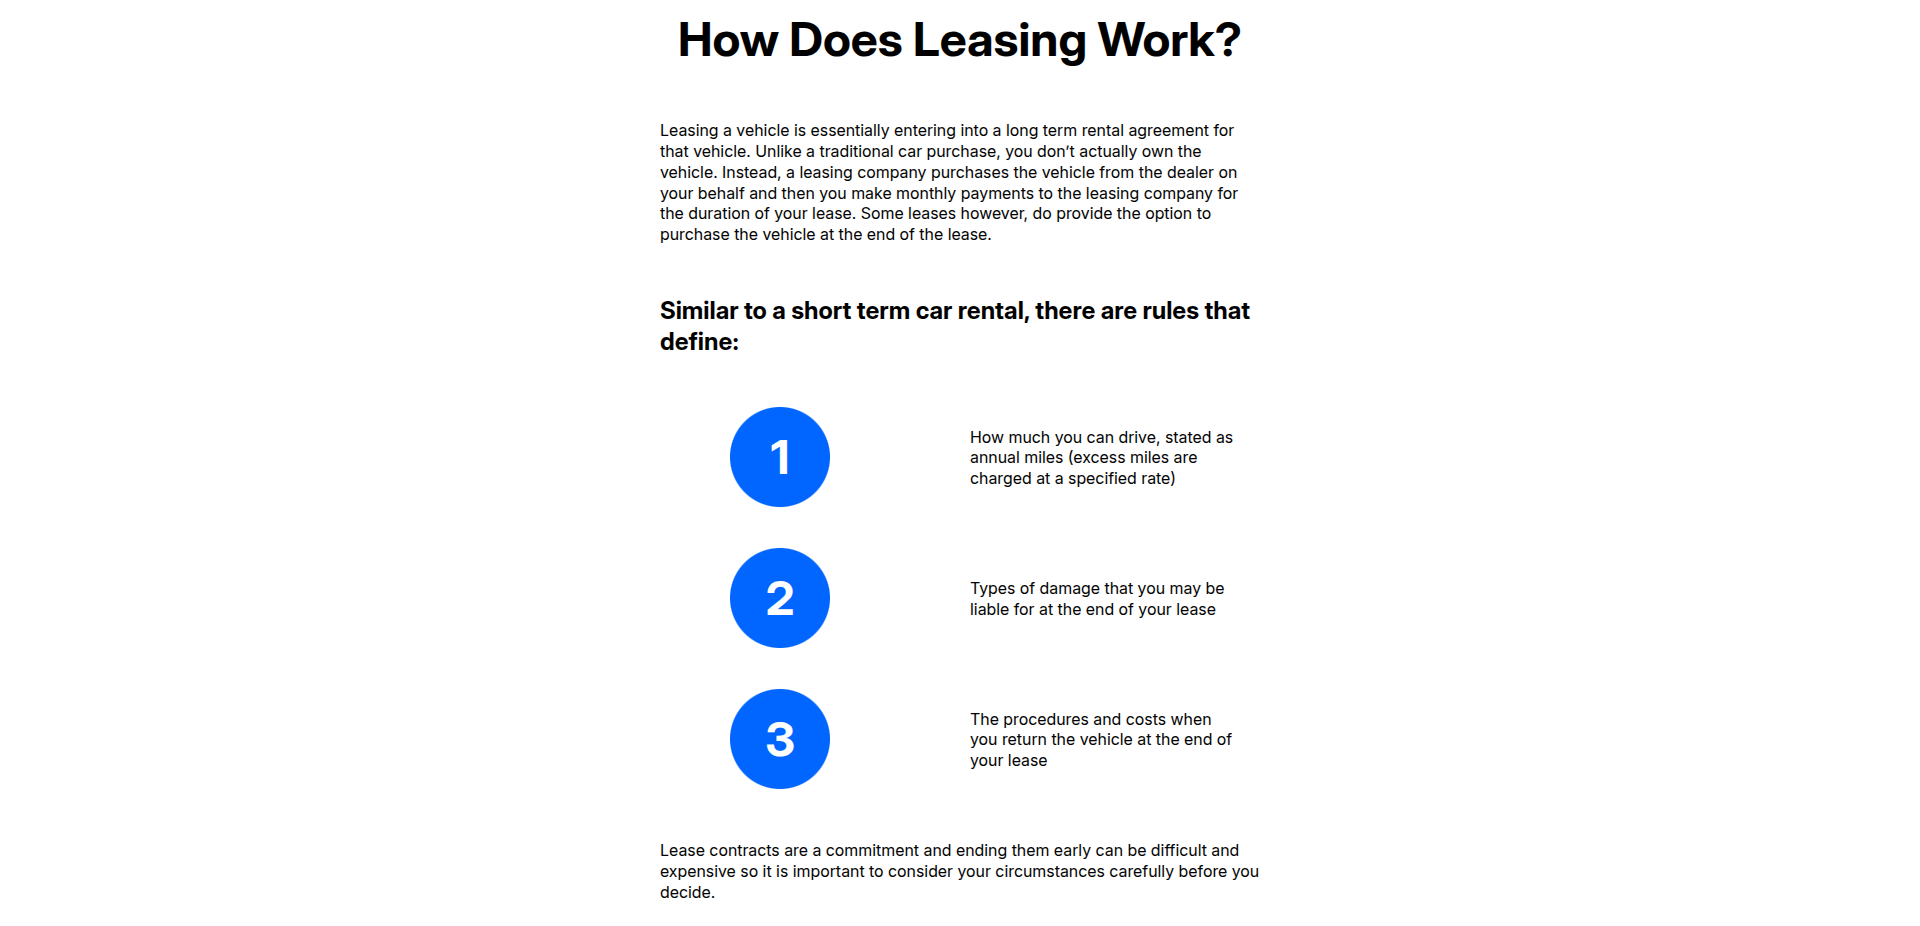 How Does Leasing Work?
Leasing a vehicle is essentially entering into a long term rental agreement for
that vehicle. Unlike a traditional car purchase, you don’t actually own the
vehicle. Instead, a leasing company purchases the vehicle from the dealer on
your behalf and then you make monthly payments to the leasing company for
the duration of your lease. Some leases however, do provide the option to
purchase the vehicle at the end of the lease.
Similar to a short term car rental, there are rules that
define:
1
How much you can drive, stated as
annual miles (excess miles are
charged at a specified rate)
2
Types of damage that you may be
liable for at the end of your lease
3
The procedures and costs when
you return the vehicle at the end of
your lease
Lease contracts are a commitment and ending them early can be difficult and
expensive so it is important to consider your circumstances carefully before you
decide.